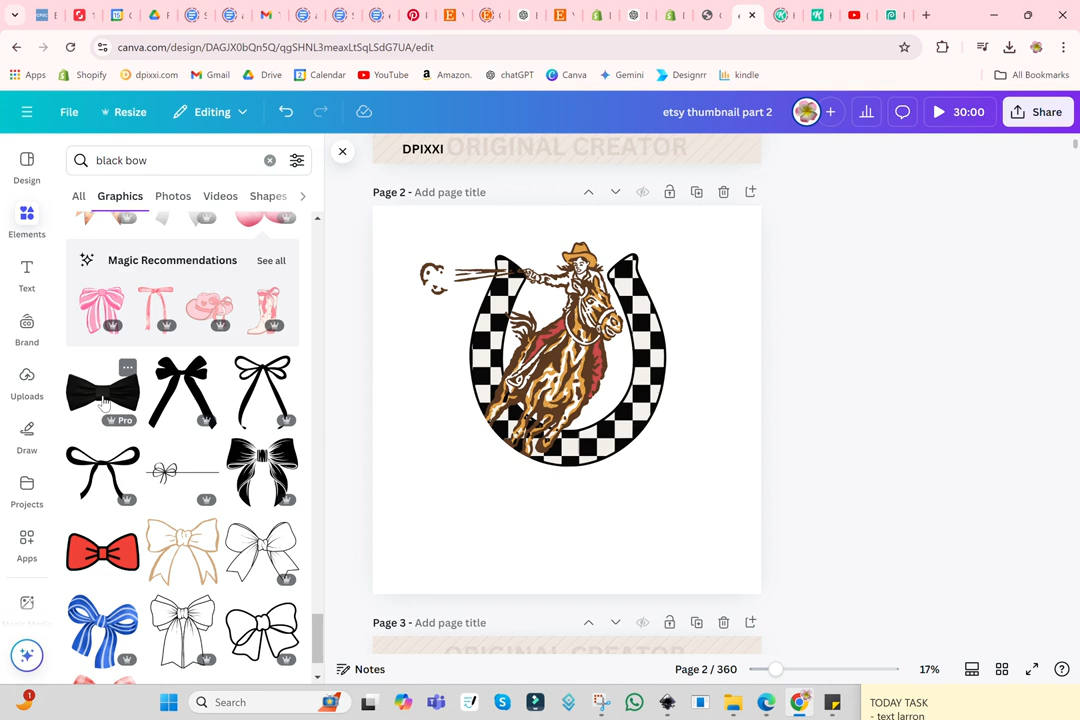 canva.com/design/DAGJX0bQn5Q/qgSHNL3meaxLtSqLSdG7UA/edit
Apps Shopify dpixxi.com Gmail Drive Calendar YouTube Amazon. chatGPT Canva Gemini Designrr kindle All Bookmarks
File Resize Editing etsy thumbnail part 2 30:00 Share
black bow
All Graphics Photos Videos Shapes
Design
Elements
Text
Brand
Uploads
Draw
Projects
Apps
Magic Recommendations See all
Pro
DPIXXI ORIGINAL CREATOR
Page 2 - Add page title
Page 3 - Add page title
ORIGINAL CREATOR
Notes Page 2 / 360 17%
Search
TODAY TASK
- text larron